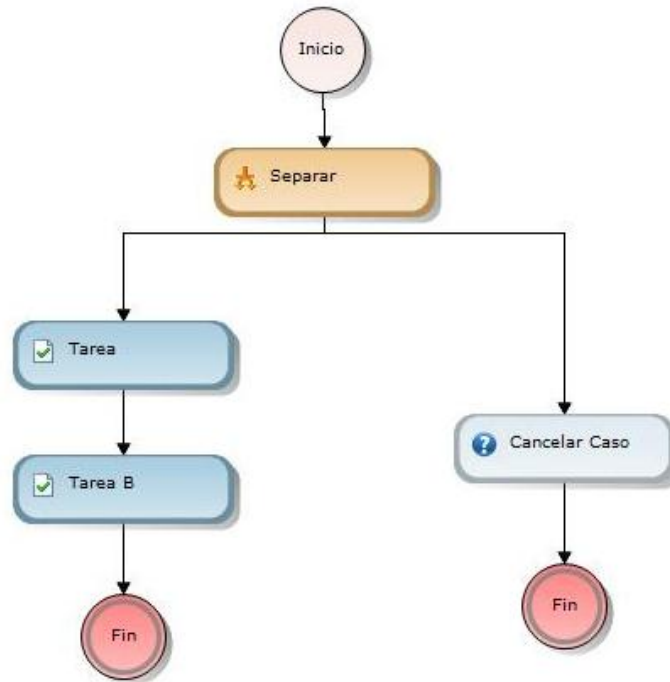 Inicio
Separar
Tarea
Tarea B
Cancelar Caso
Fin
Fin